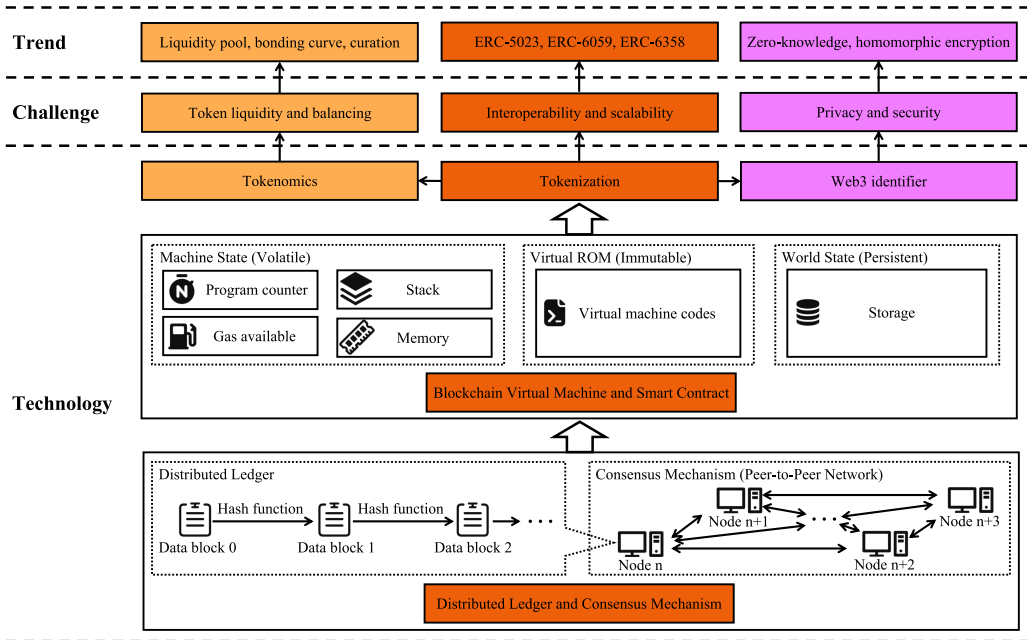 Trend
Liquidity pool, bonding curve, curation
ERC-5023, ERC-6059, ERC-6358
Zero-knowledge, homomorphic encryption
Challenge
Token liquidity and balancing
Interoperability and scalability
Privacy and security
Tokenomics
Tokenization
Web3 identifier
Technology
Machine State (Volatile)
N
Program counter
Stack
Gas available
Memory
Virtual ROM (Immutable)
Virtual machine codes
World State (Persistent)
Storage
Blockchain Virtual Machine and Smart Contract
Distributed Ledger
Hash function
Hash function
Data block 0
Data block 1
Data block 2
...
Consensus Mechanism (Peer-to-Peer Network)
Node n+1
...
Node n+3
Node n
Node n+2
Distributed Ledger and Consensus Mechanism